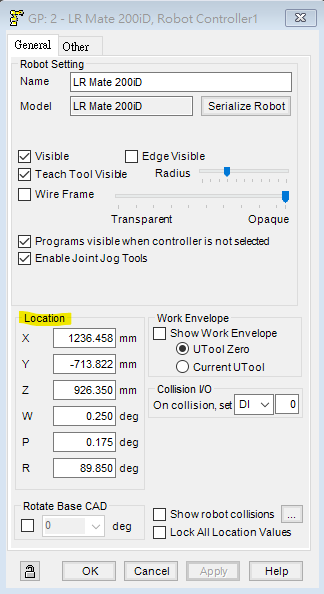 GP: 2 - LR Mate 200iD, Robot Controller1
General
Other
Robot Setting
Name
LR Mate 200iD
Model
LR Mate 200iD
Serialize Robot
Visible
Edge Visible
Teach Tool Visible
Radius
Wire Frame
Transparent
Opaque
Programs visible when controller is not selected
Enable Joint Jog Tools
Location
X 1236.458 mm
Y -713.822 mm
Z 926.350 mm
W 0.250 deg
P 0.175 deg
R 89.850 deg
Work Envelope
Show Work Envelope
UTool Zero
Current UTool
Collision I/O
On collision, set DI 0
Rotate Base CAD
0 deg
Show robot collisions ...
Lock All Location Values
OK
Cancel
Apply
Help